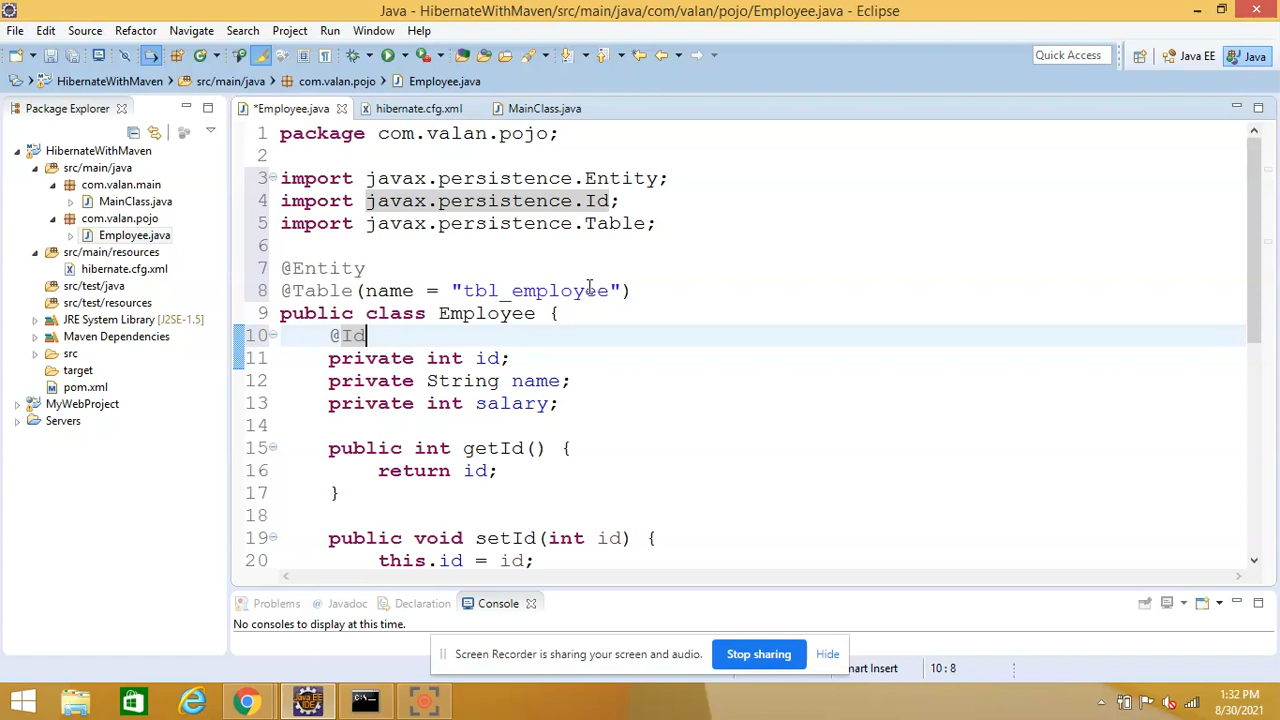 Java - HibernateWithMaven/src/main/java/com/valan/pojo/Employee.java - Eclipse
File Edit Source Refactor Navigate Search Project Run Window Help
Quick Access Java EE Java
HibernateWithMaven src/main/java com.valan.pojo Employee.java
Package Explorer
*Employee.java hibernate.cfg.xml MainClass.java
HibernateWithMaven
src/main/java
com.valan.main
MainClass.java
com.valan.pojo
Employee.java
src/main/resources
hibernate.cfg.xml
src/test/java
src/test/resources
JRE System Library [J2SE-1.5]
Maven Dependencies
src
target
pom.xml
MyWebProject
Servers
1 package com.valan.pojo;
2
3 import javax.persistence.Entity;
4 import javax.persistence.Id;
5 import javax.persistence.Table;
6
7 @Entity
8 @Table(name = "tbl_employee")
9 public class Employee {
10 @Id
11 private int id;
12 private String name;
13 private int salary;
14
15 public int getId() {
16 return id;
17 }
18
19 public void setId(int id) {
20 this.id = id;
Problems Javadoc Declaration Console
No consoles to display at this time.
Screen Recorder is sharing your screen and audio. Stop sharing Hide
mart Insert 10 : 8
Java EE IDE
1:32 PM
8/30/2021